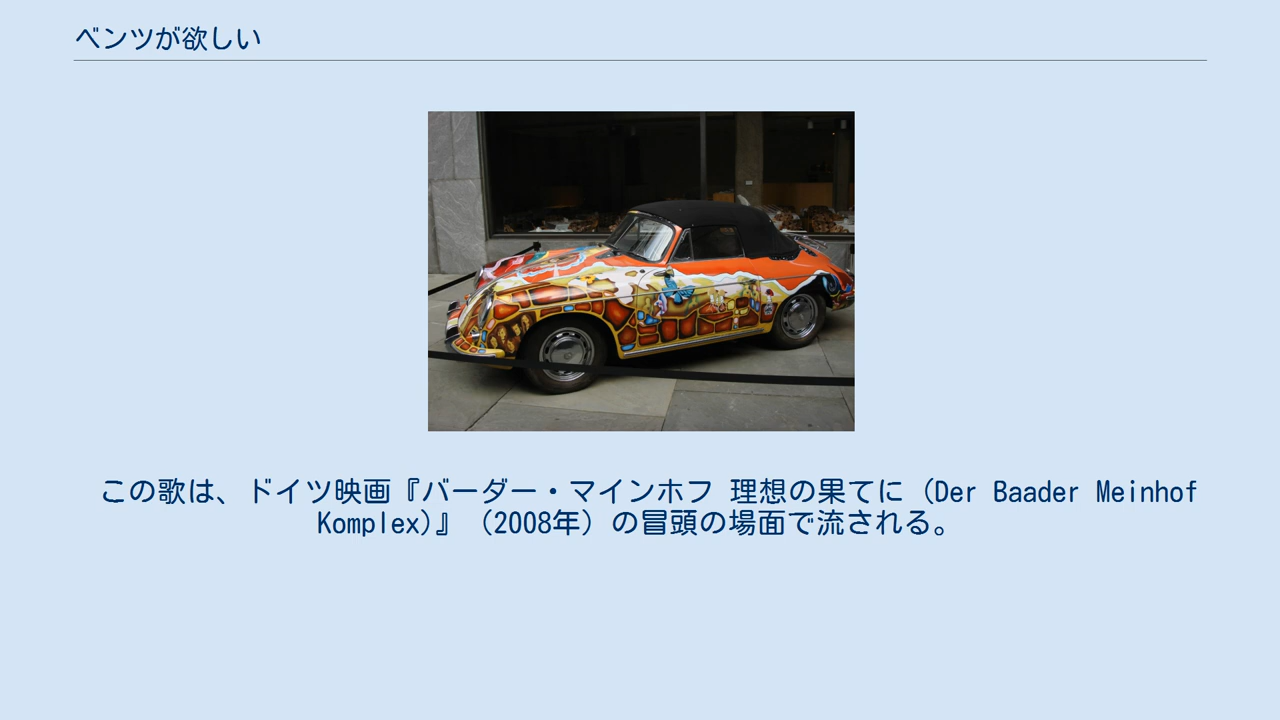 ベンツが欲しい
この歌は、ドイツ映画『バーダー・マインホフ 理想の果てに (Der Baader Meinhof
Komplex)』（2008年）の冒頭の場面で流される。